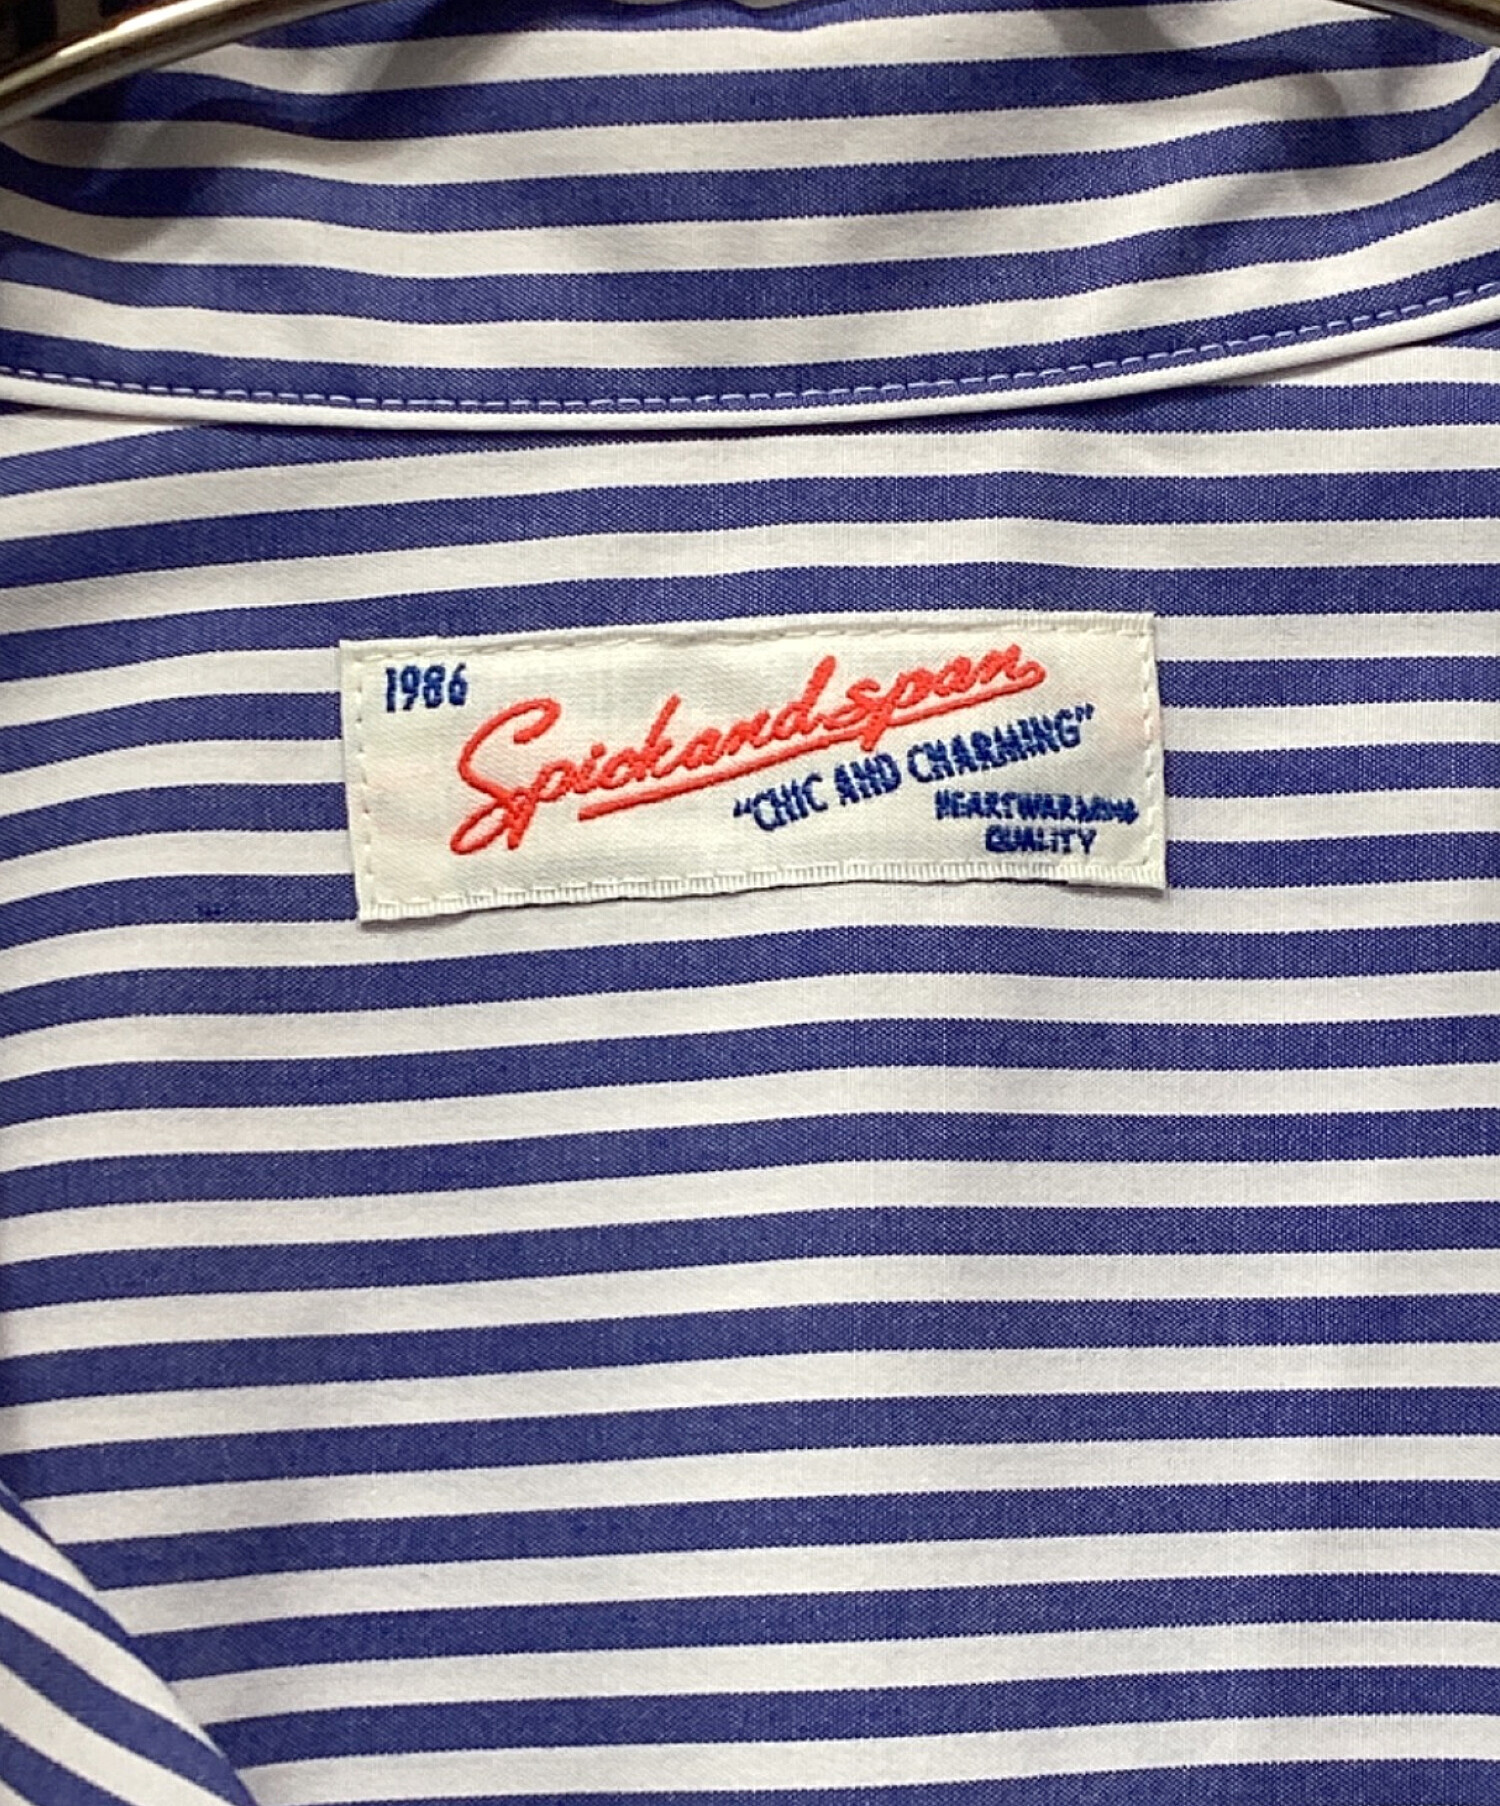 1986
Spickandspan
"CHIC AND CHARMING"
HEARTWARMING
QUALITY